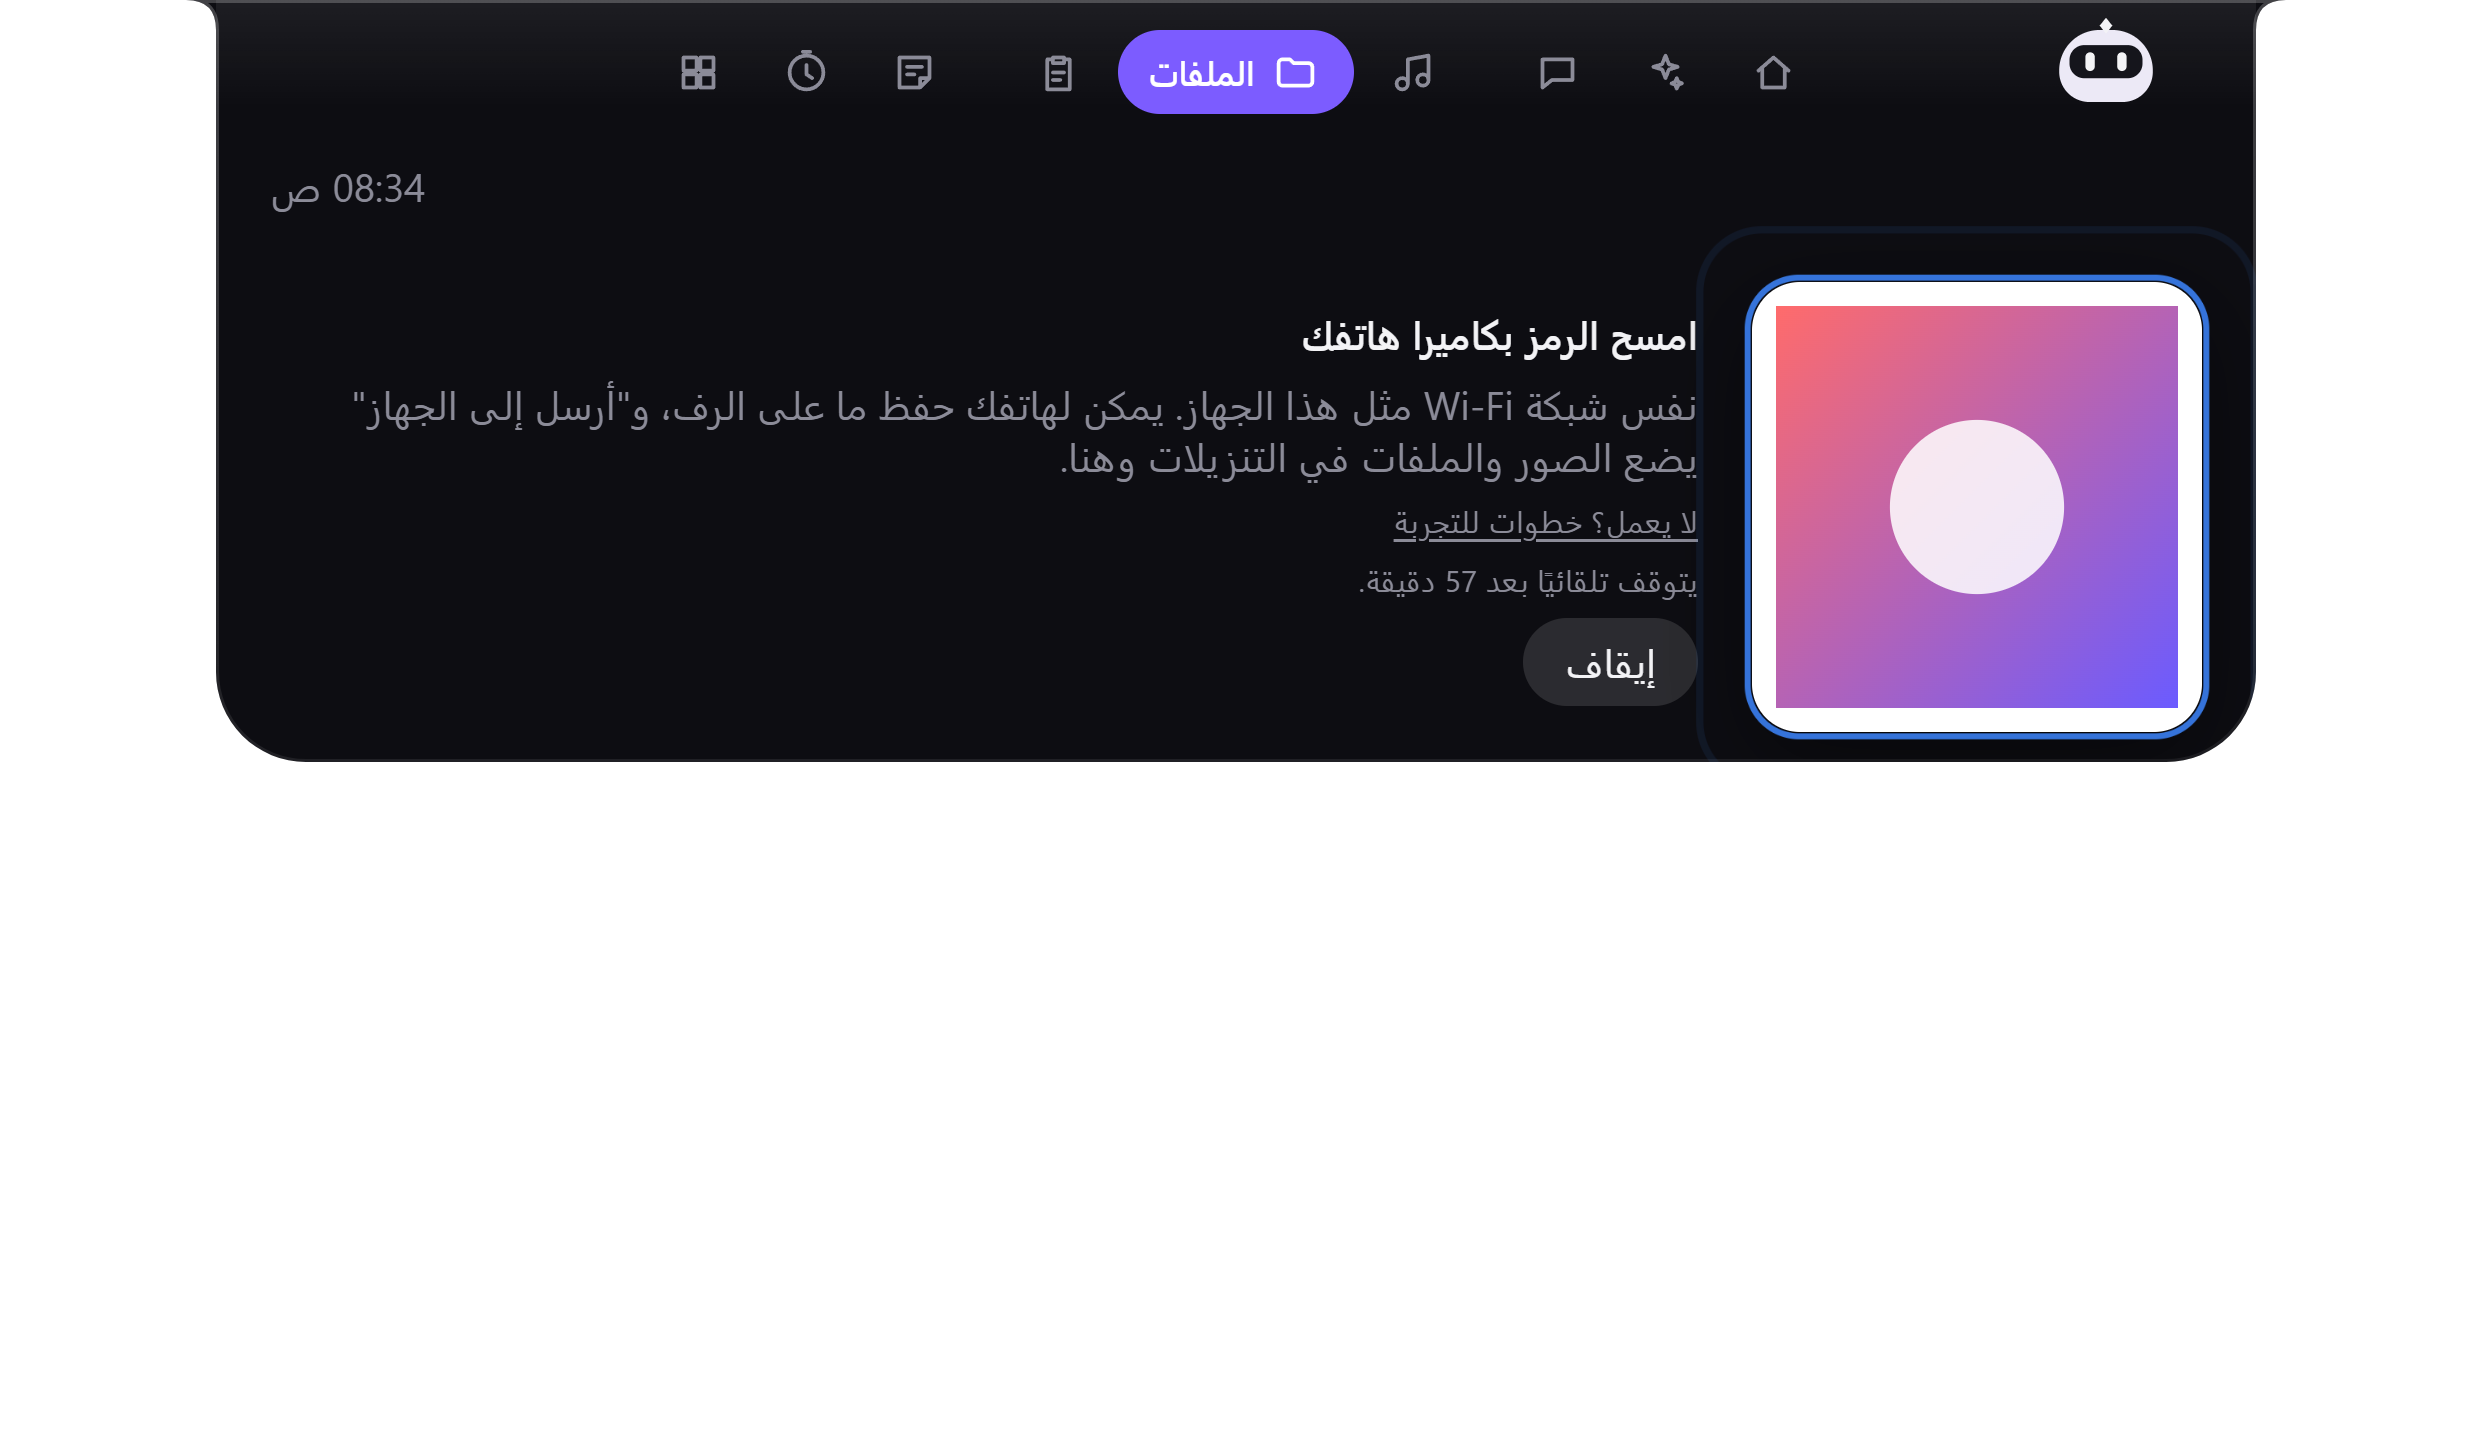 الملفات
08:34 ص
امسح الرمز بكاميرا هاتفك
نفس شبكة Wi-Fi مثل هذا الجهاز. يمكن لهاتفك حفظ ما على الرف، و"أرسل إلى الجهاز"
يضع الصور والملفات في التنزيلات وهنا.
لا يعمل؟ خطوات للتجربة
يتوقف تلقائيًا بعد 57 دقيقة.
إيقاف